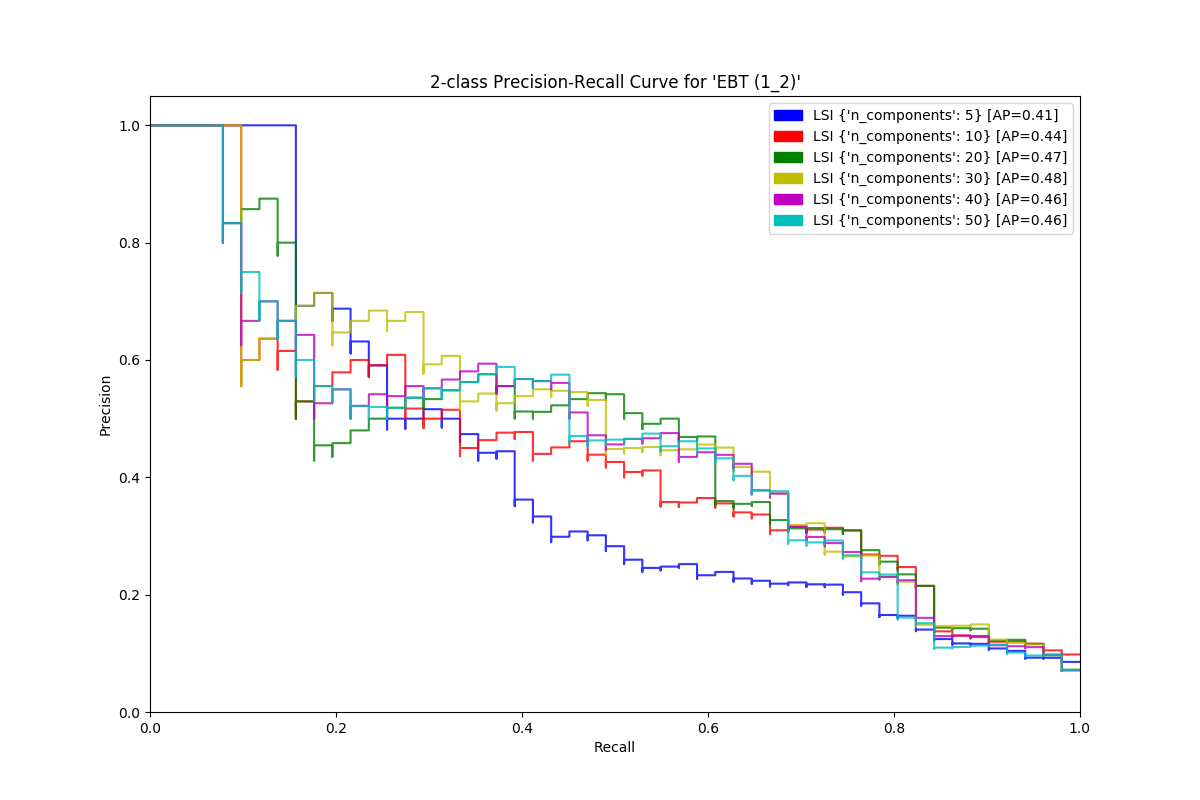 2-class Precision-Recall Curve for 'EBT (1_2)'
LSI {'n_components': 5} [AP=0.41]
LSI {'n_components': 10} [AP=0.44]
LSI {'n_components': 20} [AP=0.47]
LSI {'n_components': 30} [AP=0.48]
LSI {'n_components': 40} [AP=0.46]
LSI {'n_components': 50} [AP=0.46]
Precision
1.0
0.8
0.6
0.4
0.2
0.0
0.0 0.2 0.4 0.6 0.8 1.0
Recall